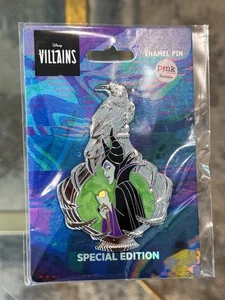 Disney
VILLAINS
ENAMEL PIN
pink
SPECIAL EDITION